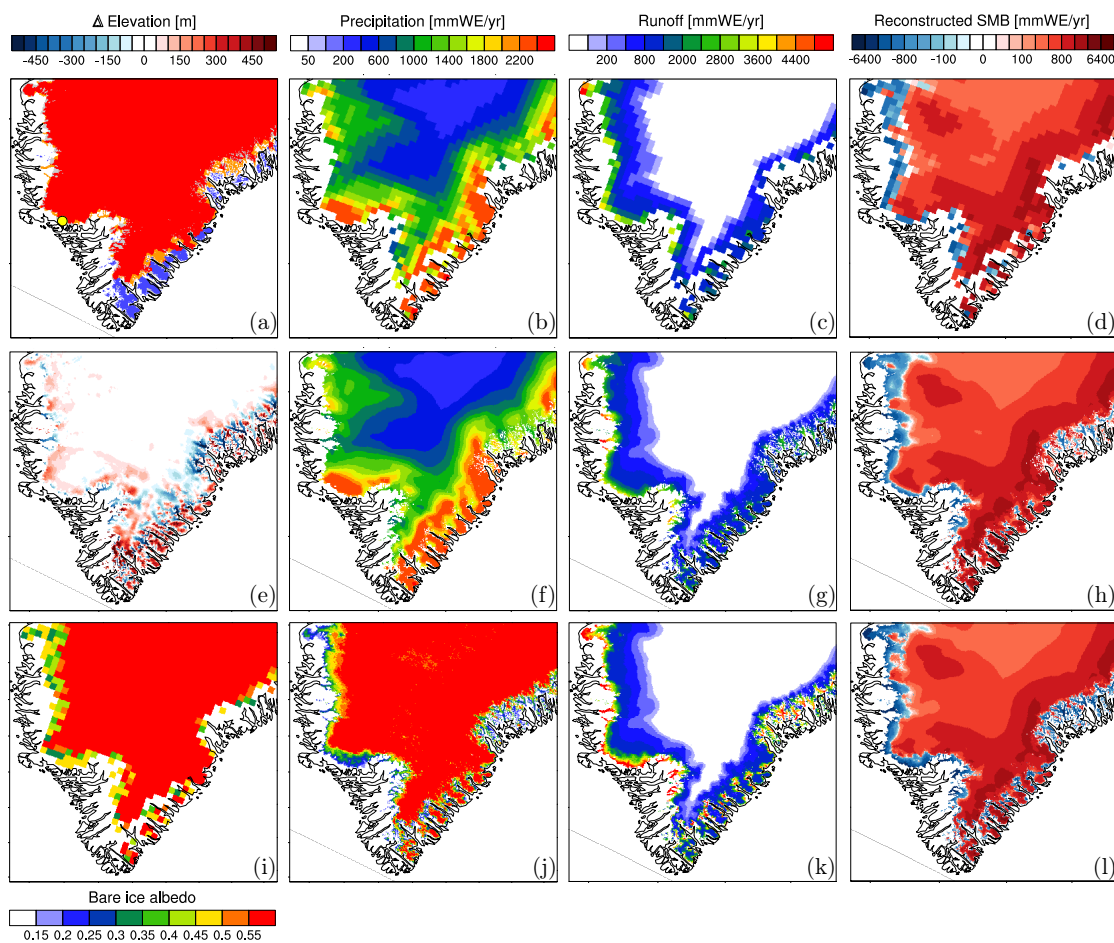 Δ Elevation [m]
Precipitation [mmWE/yr]
Runoff [mmWE/yr]
Reconstructed SMB [mmWE/yr]
-450 -300 -150 0 150 300 450
50 200 600 1000 1400 1800 2200
200 800 2000 2800 3600 4400
-6400 -800 -100 0 100 800 6400
(a) (b) (c) (d)
(e) (f) (g) (h)
(i) (j) (k) (l)
Bare ice albedo
0.15 0.2 0.25 0.3 0.35 0.4 0.45 0.5 0.55